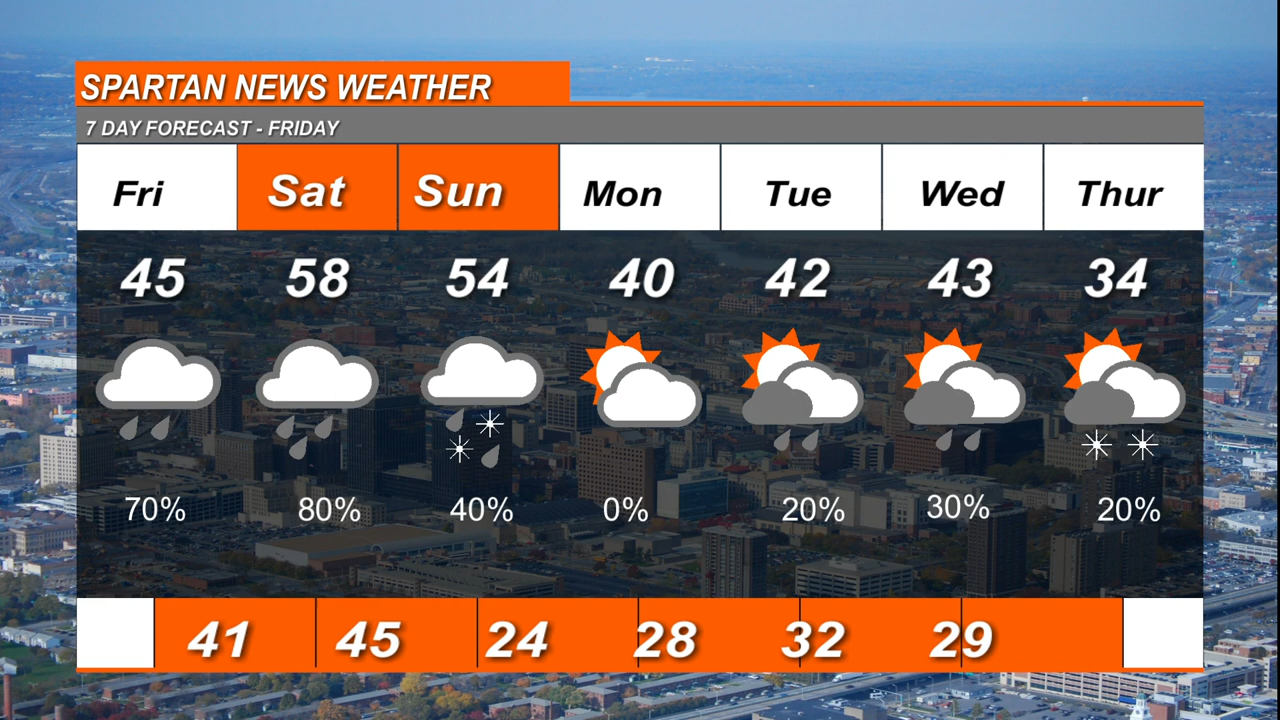 SPARTAN NEWS WEATHER
7 DAY FORECAST - FRIDAY
Fri Sat Sun Mon Tue Wed Thur
45 58 54 40 42 43 34
70% 80% 40% 0% 20% 30% 20%
41 45 24 28 32 29